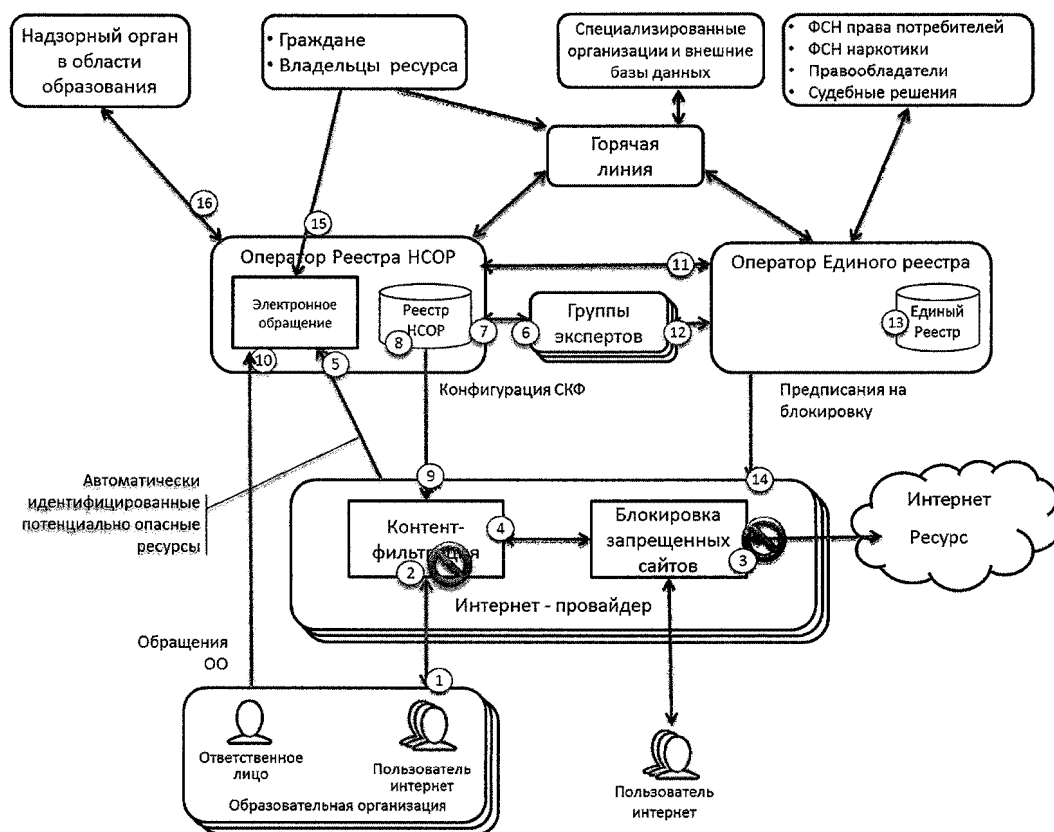 Надзорный орган
в области
образования
• Граждане
• Владельцы ресурса
Специализированные
организации и внешние
базы данных
• ФСН права потребителей
• ФСН наркотики
• Правообладатели
• Судебные решения
Горячая
линия
16
15
Оператор Реестра НСОР
11
Оператор Единого реестра
Электронное
обращение
Реестр
НСОР
8
7
6
Группы
экспертов
12
13
Единый
Реестр
10
5
Конфигурация СКФ
Предписания на
блокировку
Автоматически
идентифицированные
потенциально опасные
ресурсы
9
14
Контент-
фильтрация
2
4
Блокировка
запрещенных
сайтов
3
Интернет
Ресурс
Интернет - провайдер
Обращения
ОО
1
Ответственное
лицо
Пользователь
интернет
Образовательная организация
Пользователь
интернет